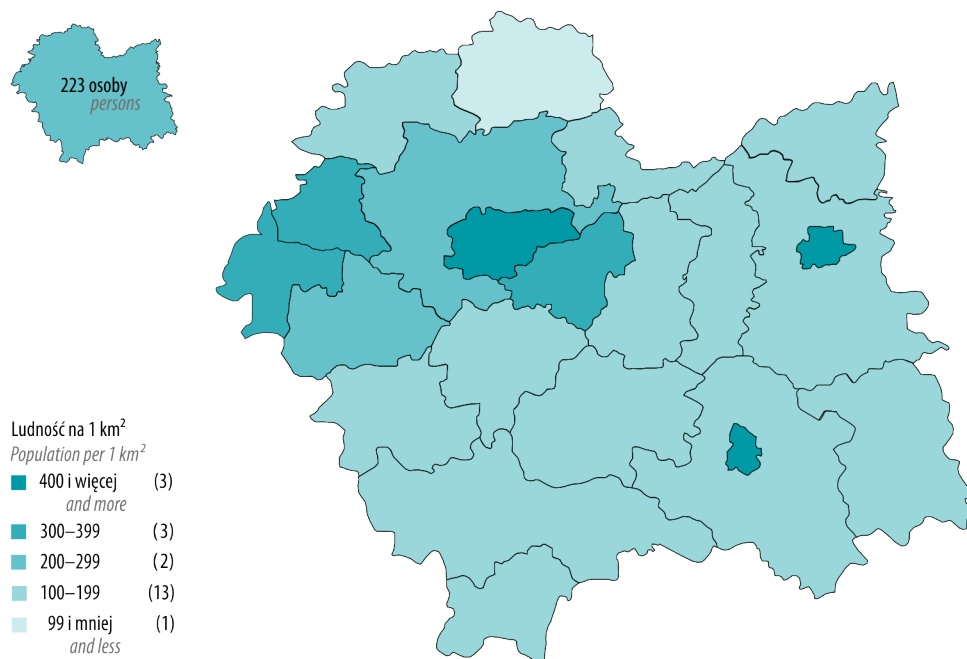 223 osoby
persons
Ludność na 1 km²
Population per 1 km²
400 i więcej (3)
and more
300–399 (3)
200–299 (2)
100–199 (13)
99 i mniej (1)
and less